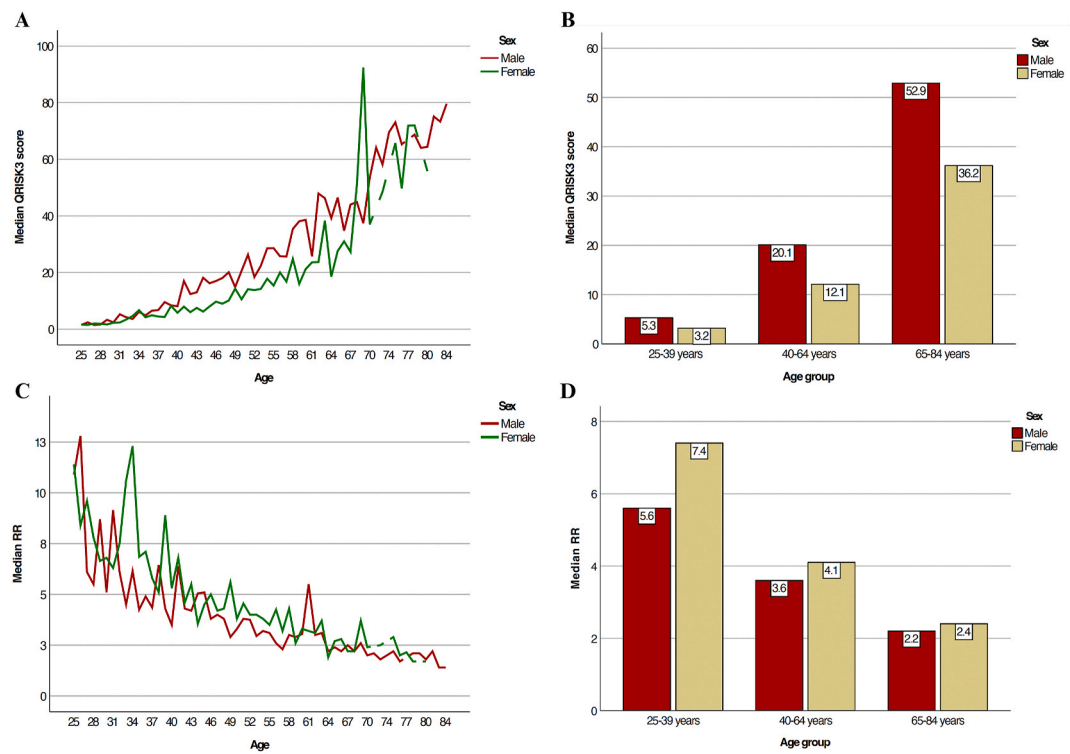 A
Sex
Male
Female
Median QRISK3 score
100
80
60
40
20
0
25 28 31 34 37 40 43 46 49 52 55 58 61 64 67 70 74 77 80 84
Age
B
Sex
Male
Female
Median QRISK3 score
60
50
40
30
20
10
0
5.3
3.2
20.1
12.1
52.9
36.2
25-39 years 40-64 years 65-84 years
Age group
C
Sex
Male
Female
Median RR
13
10
8
5
3
0
25 28 31 34 37 40 43 46 49 52 55 58 61 64 67 70 74 77 80 84
Age
D
Sex
Male
Female
Median RR
8
6
4
2
0
5.6
7.4
3.6
4.1
2.2
2.4
25-39 years 40-64 years 65-84 years
Age group